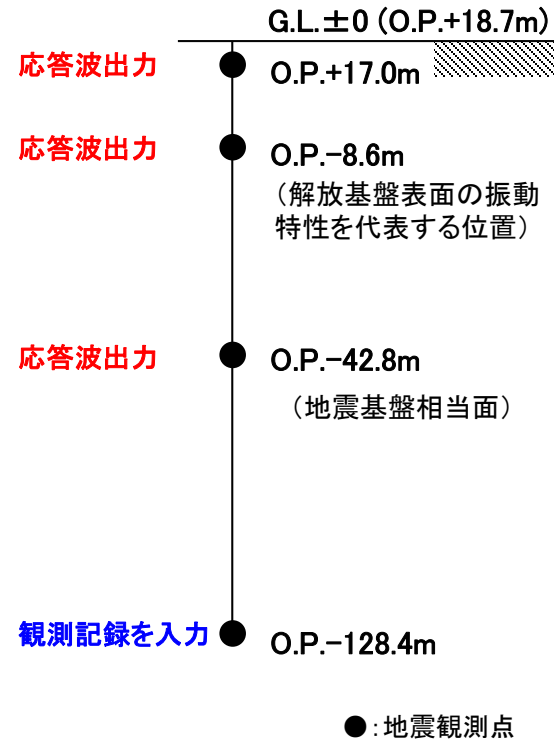 G.L.±0 (O.P.+18.7m)
応答波出力
O.P.+17.0m
応答波出力
O.P.-8.6m
（解放基盤表面の振動
特性を代表する位置）
応答波出力
O.P.-42.8m
（地震基盤相当面）
観測記録を入力
O.P.-128.4m
●:地震観測点